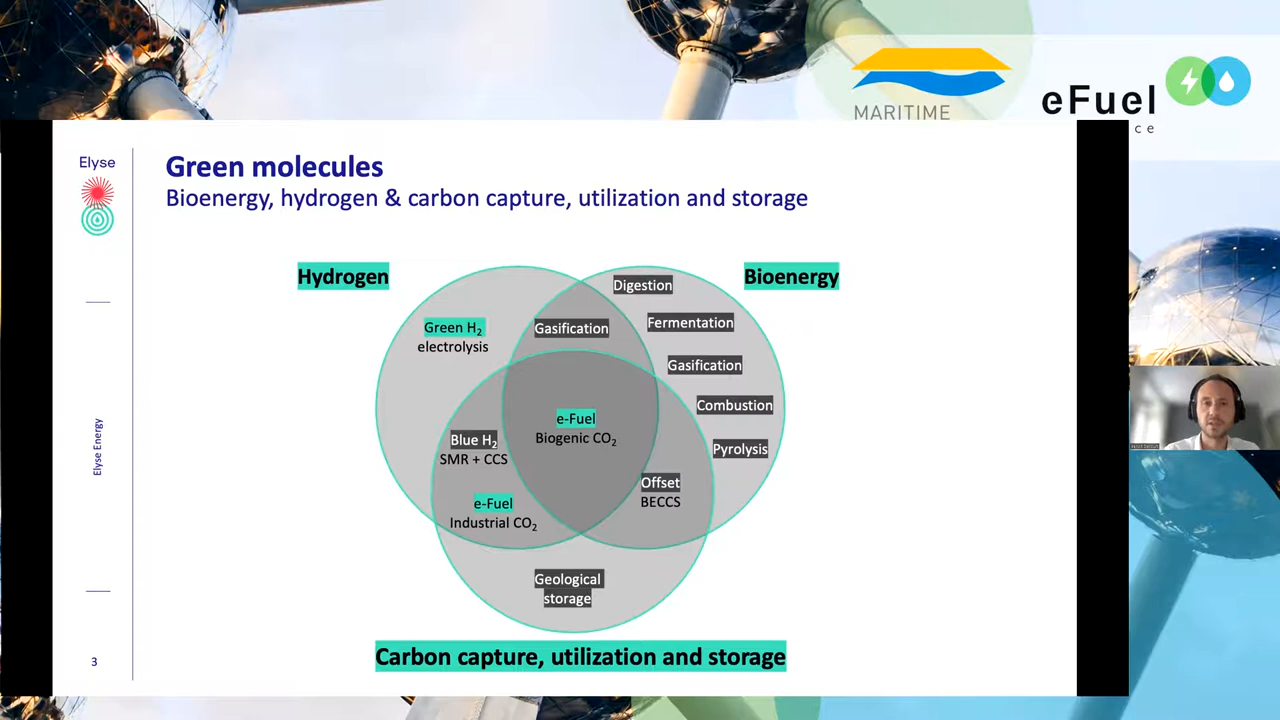 MARITIME
eFuel
ce
Elyse
Green molecules
Bioenergy, hydrogen & carbon capture, utilization and storage
Hydrogen
Bioenergy
Digestion
Fermentation
Green H₂
electrolysis
Gasification
Gasification
Combustion
e-Fuel
Biogenic CO₂
Blue H₂
SMR + CCS
Pyrolysis
Offset
BECCS
e-Fuel
Industrial CO₂
Geological
storage
Carbon capture, utilization and storage
Elyse Energy
3